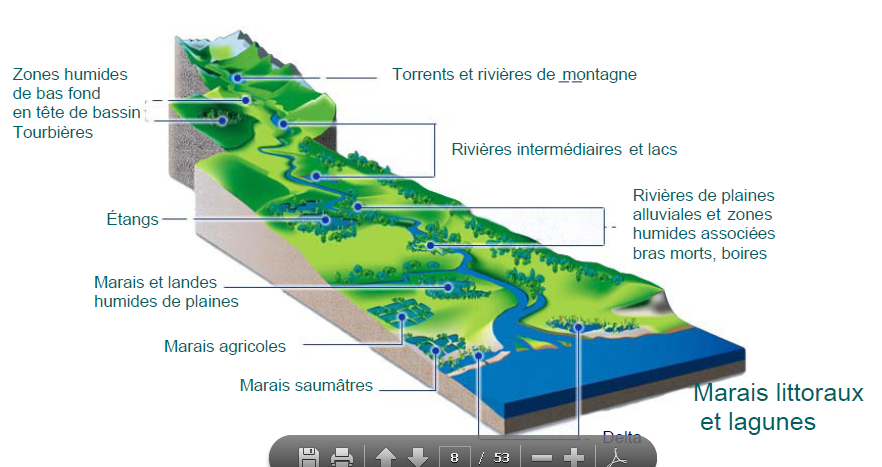 Zones humides
de bas fond
en tête de bassin
Tourbières
Torrents et rivières de montagne
Rivières intermédiaires et lacs
Rivières de plaines
alluviales et zones
humides associées
bras morts, boires
Étangs
Marais et landes
humides de plaines
Marais agricoles
Marais saumâtres
Marais littoraux
et lagunes
Delta
8 / 53